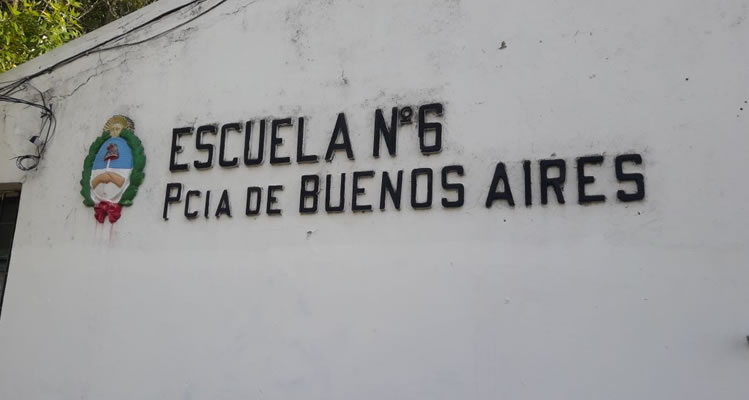 ESCUELA Nº6
PCIA DE BUENOS AIRES